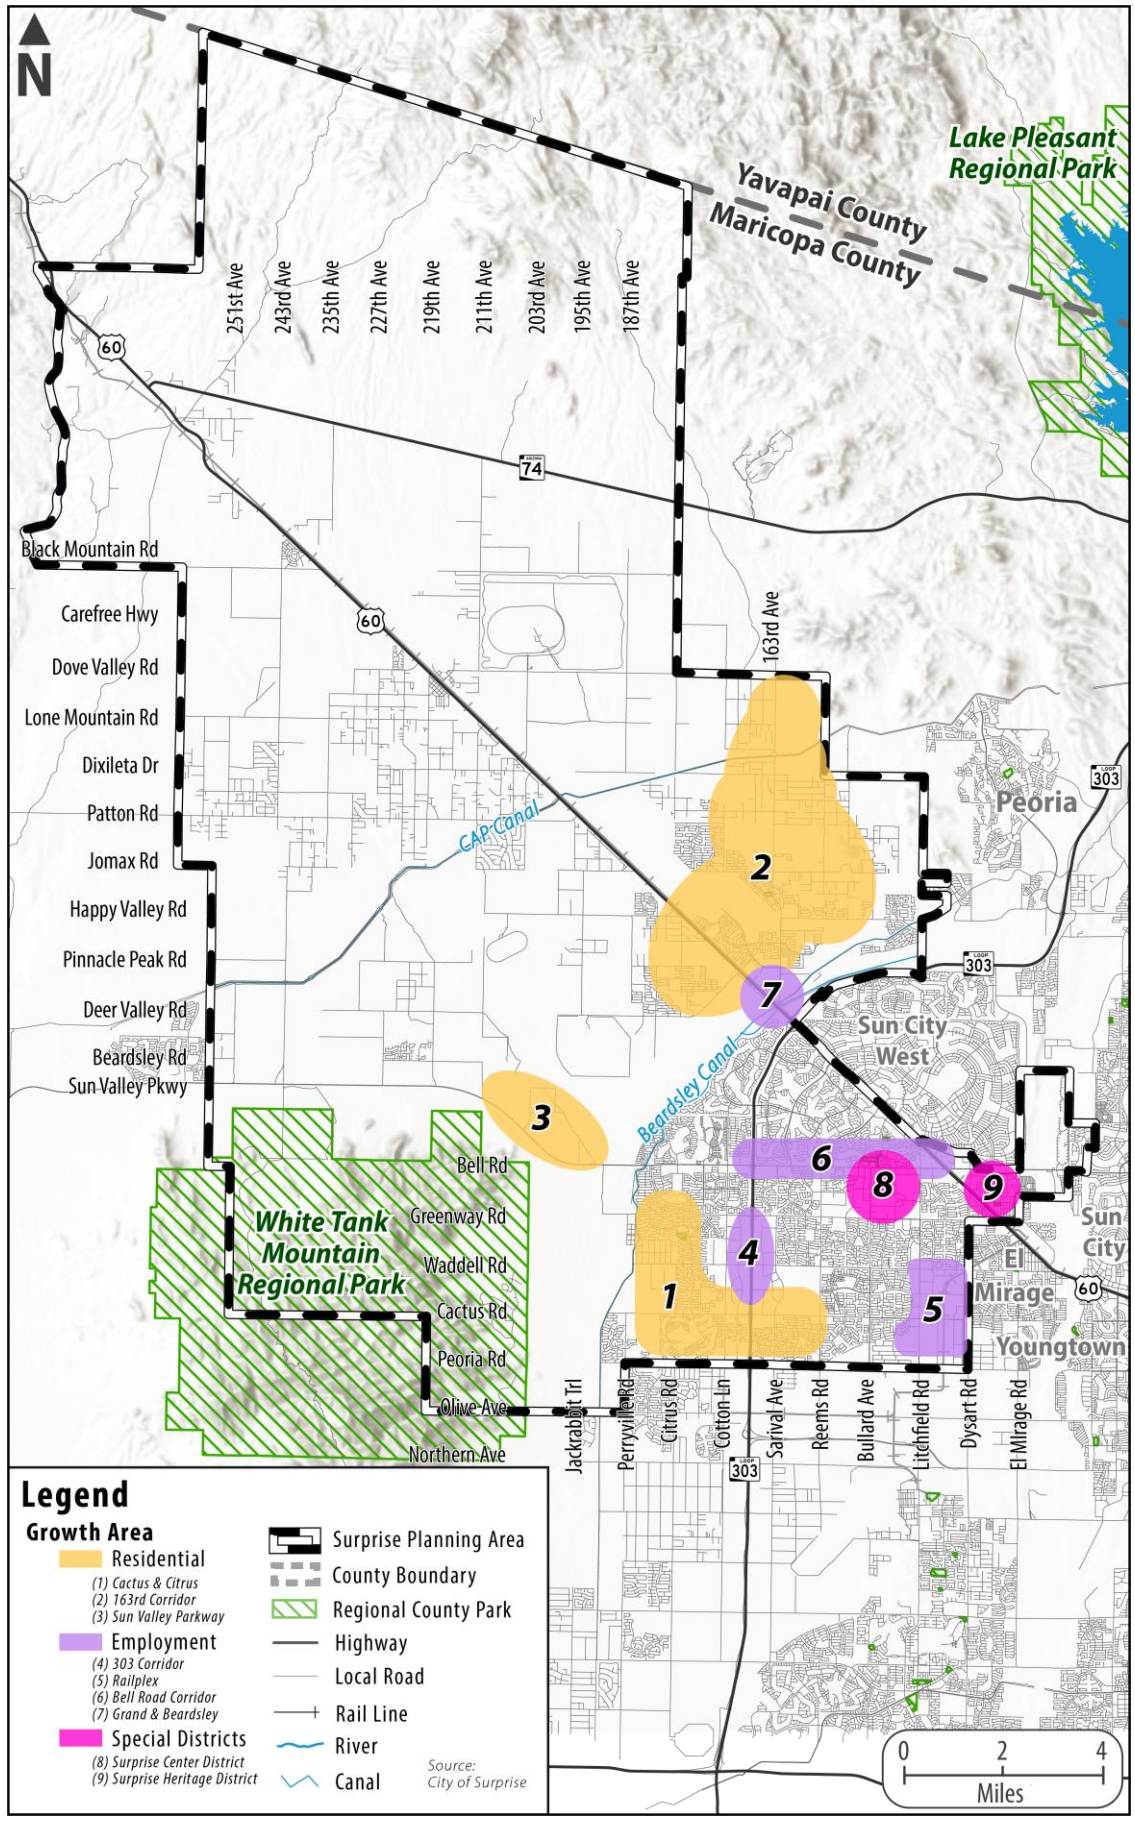 N
Lake Pleasant
Regional Park
Yavapai County
Maricopa County
251st Ave
243rd Ave
235th Ave
227th Ave
219th Ave
211th Ave
203rd Ave
195th Ave
187th Ave
60
ARIZONA
74
Black Mountain Rd
Carefree Hwy
60
163rd Ave
Dove Valley Rd
Lone Mountain Rd
Dixileta Dr
LOOP
303
Peoria
Patton Rd
CAP Canal
Jomax Rd
2
Happy Valley Rd
Pinnacle Peak Rd
LOOP
303
7
Deer Valley Rd
Sun City
West
Beardsley Rd
Sun Valley Pkwy
Beardsley Canal
3
Bell Rd
6
8
9
White Tank
Mountain
Regional Park
Greenway Rd
Sun
City
Waddell Rd
4
El
Mirage
60
1
5
Cactus Rd
Youngtown
Peoria Rd
Olive Ave
Northern Ave
Jackrabbit Trl
Perryville Rd
Citrus Rd
Cotton Ln
Sarival Ave
Reems Rd
Bullard Ave
Litchfield Rd
Dysart Rd
El Mirage Rd
LOOP
303
Legend
Growth Area
Residential
(1) Cactus & Citrus
(2) 163rd Corridor
(3) Sun Valley Parkway
Employment
(4) 303 Corridor
(5) Railplex
(6) Bell Road Corridor
(7) Grand & Beardsley
Special Districts
(8) Surprise Center District
(9) Surprise Heritage District
Surprise Planning Area
County Boundary
Regional County Park
Highway
Local Road
Rail Line
River
Canal
Source:
City of Surprise
0 2 4
Miles